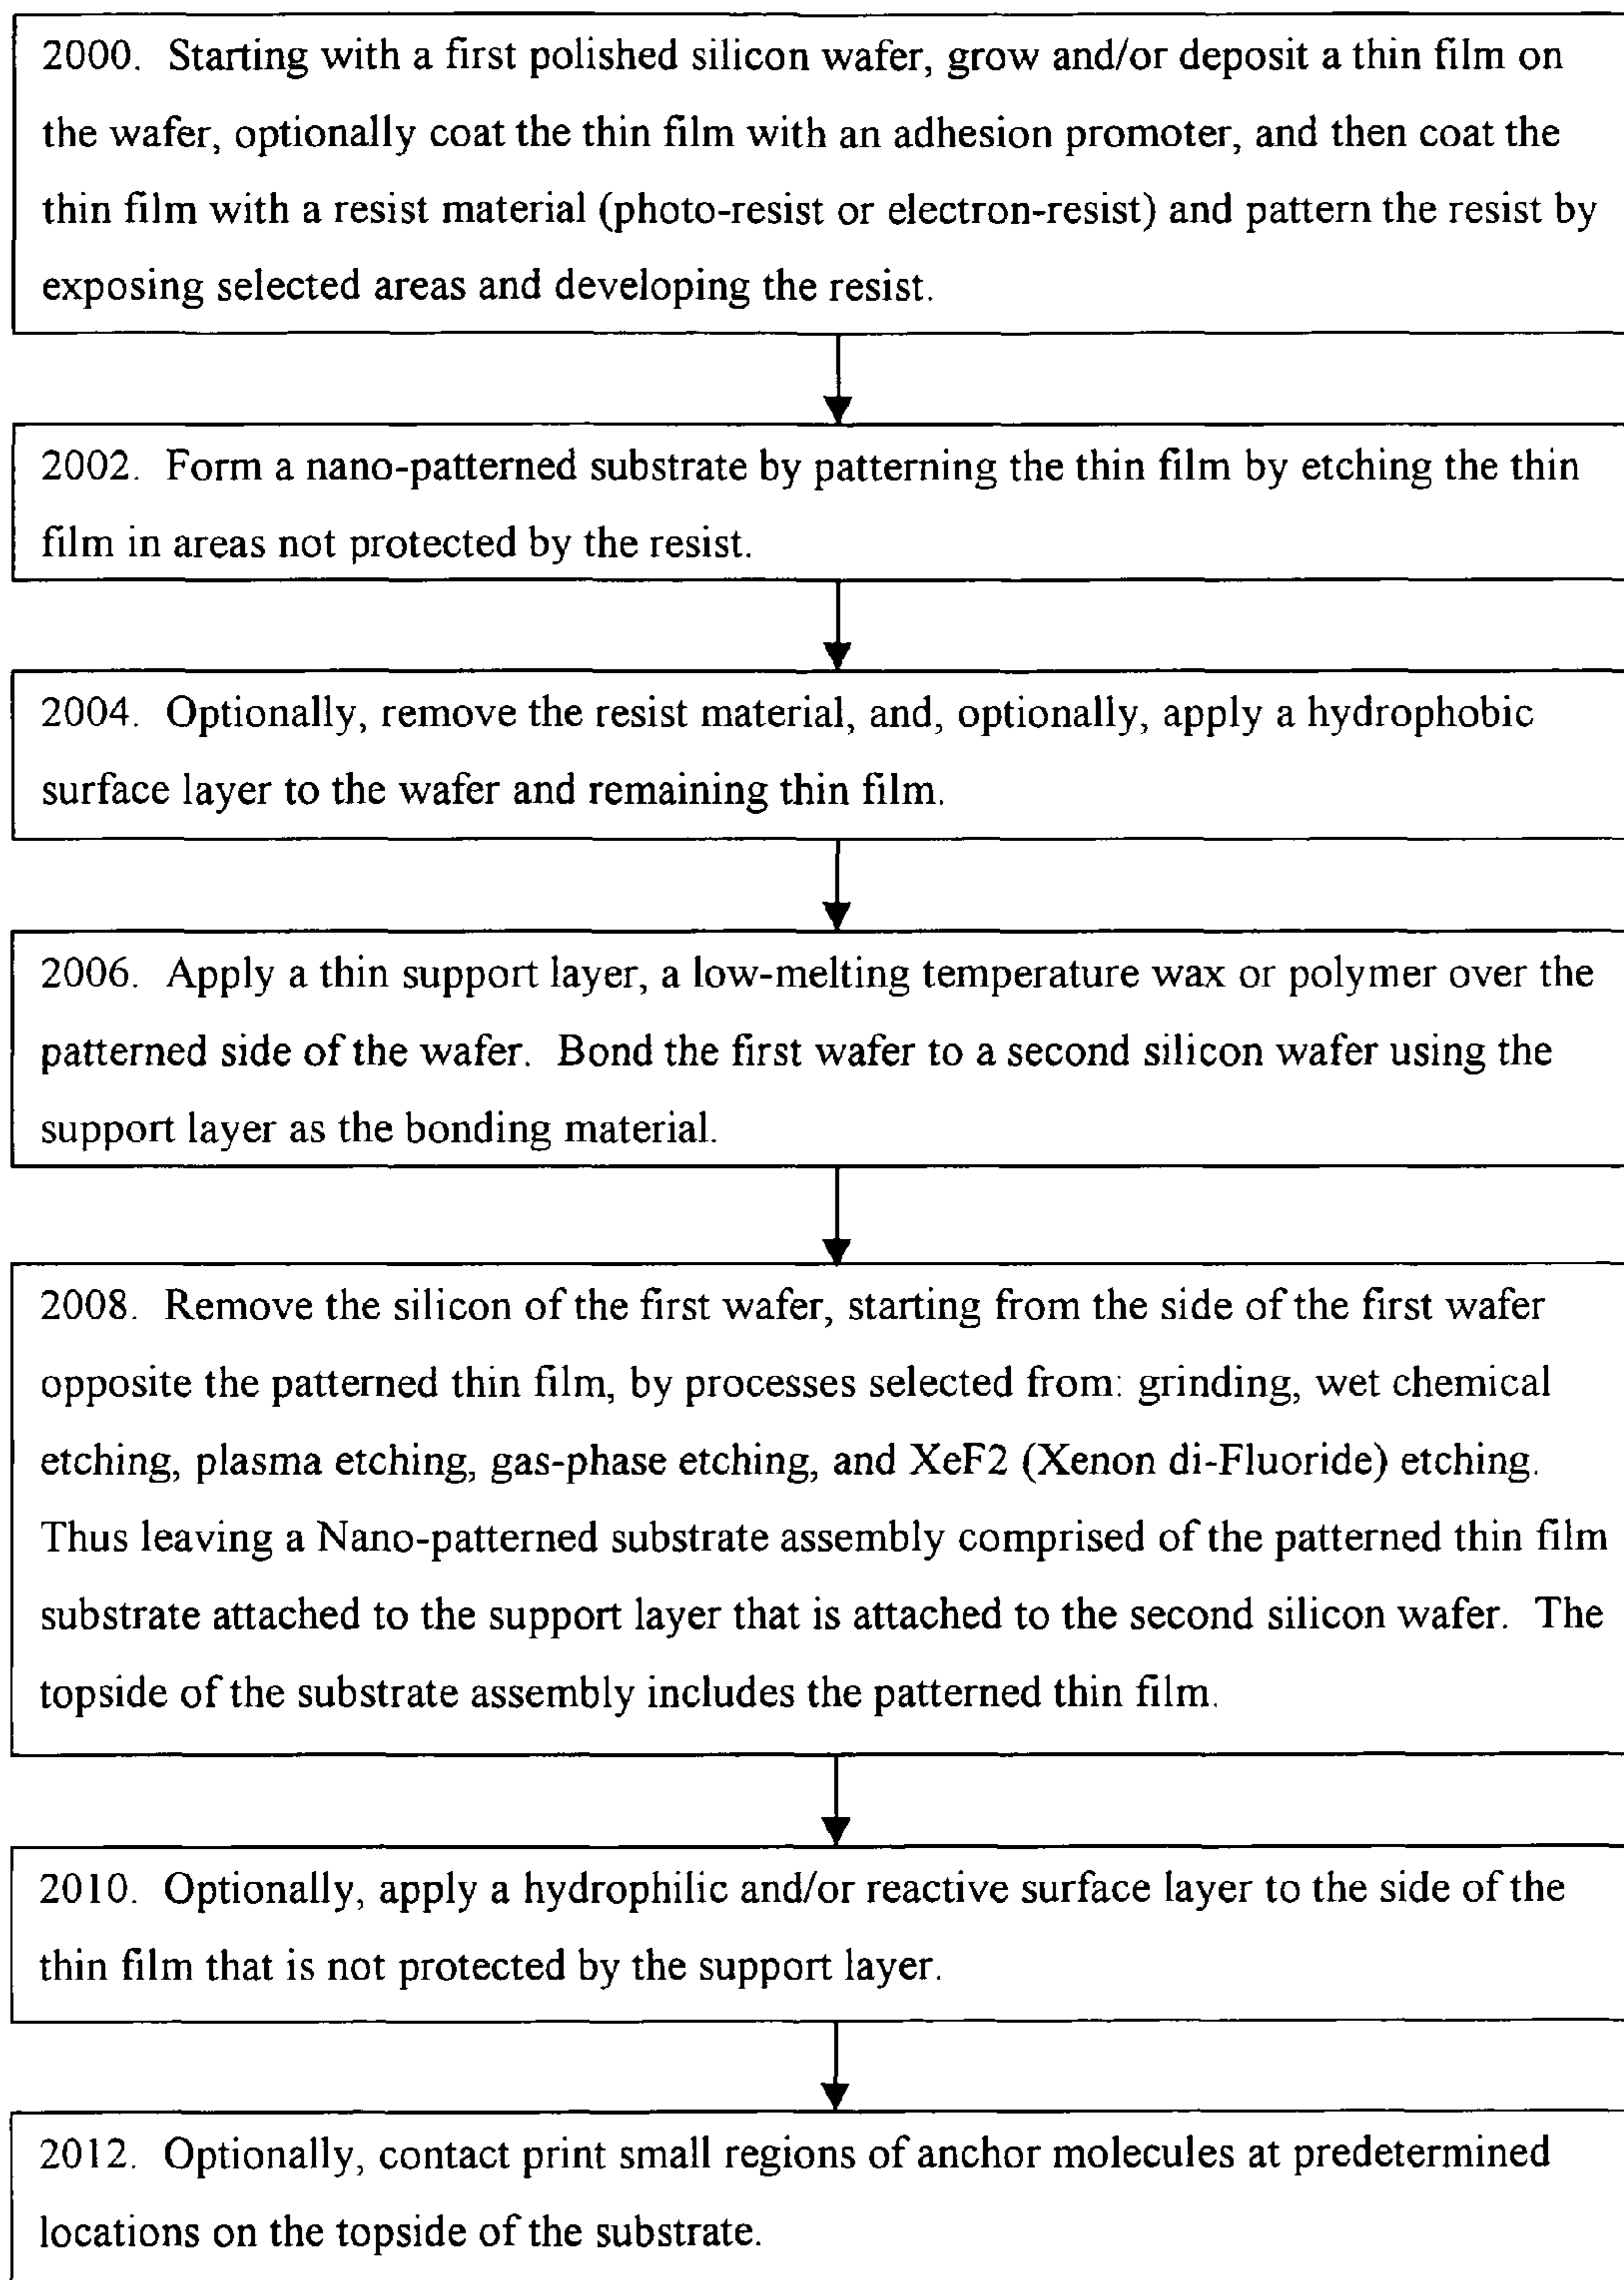 2000. Starting with a first polished silicon wafer, grow and/or deposit a thin film on
the wafer, optionally coat the thin film with an adhesion promoter, and then coat the
thin film with a resist material (photo-resist or electron-resist) and pattern the resist by
exposing selected areas and developing the resist.
2002. Form a nano-patterned substrate by patterning the thin film by etching the thin
film in areas not protected by the resist.
2004. Optionally, remove the resist material, and, optionally, apply a hydrophobic
surface layer to the wafer and remaining thin film.
2006. Apply a thin support layer, a low-melting temperature wax or polymer over the
patterned side of the wafer. Bond the first wafer to a second silicon wafer using the
support layer as the bonding material.
2008. Remove the silicon of the first wafer, starting from the side of the first wafer
opposite the patterned thin film, by processes selected from: grinding, wet chemical
etching, plasma etching, gas-phase etching, and XeF2 (Xenon di-Fluoride) etching.
Thus leaving a Nano-patterned substrate assembly comprised of the patterned thin film
substrate attached to the support layer that is attached to the second silicon wafer. The
topside of the substrate assembly includes the patterned thin film.
2010. Optionally, apply a hydrophilic and/or reactive surface layer to the side of the
thin film that is not protected by the support layer.
2012. Optionally, contact print small regions of anchor molecules at predetermined
locations on the topside of the substrate.